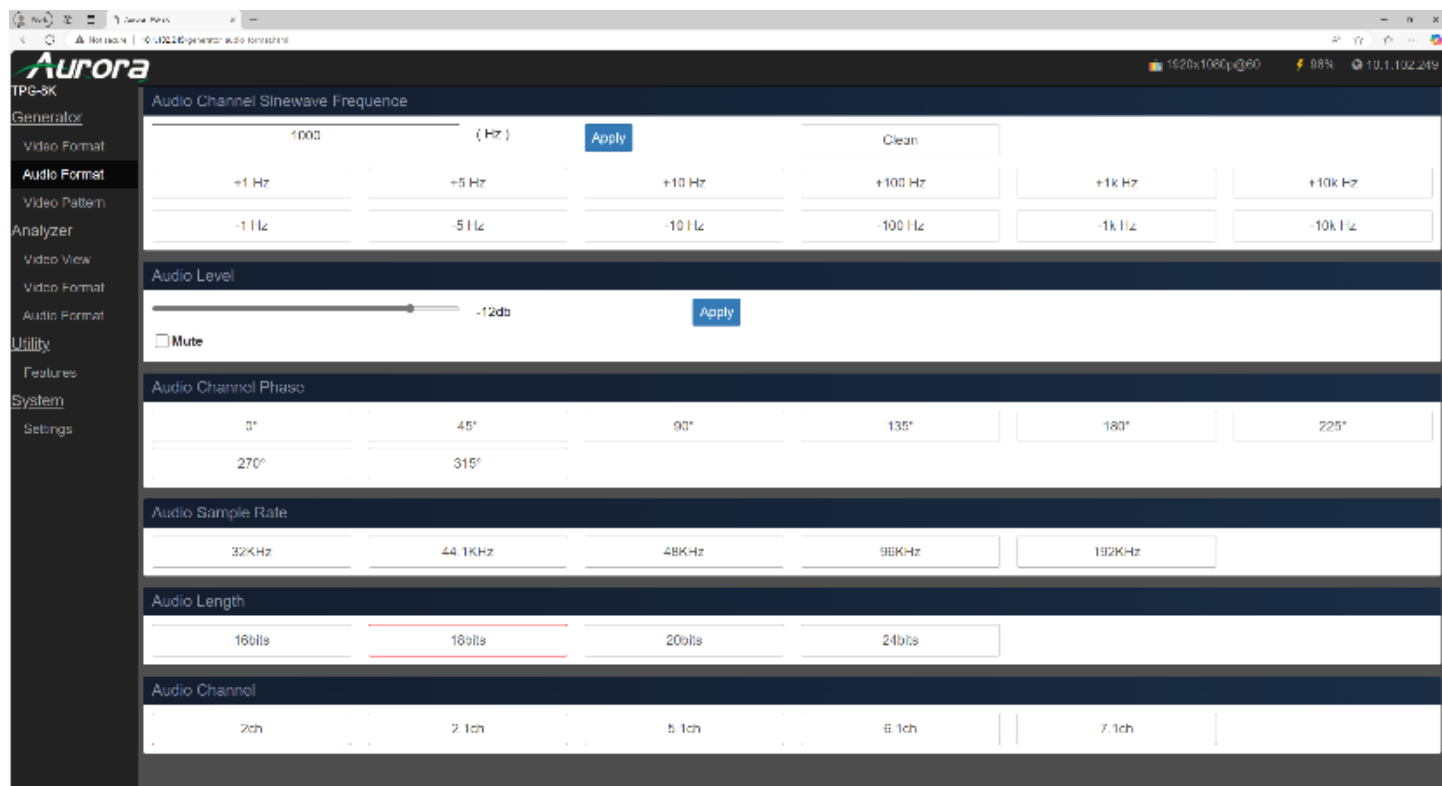 Work
Aurora
1920x1080p@60 98% 10.1.102.249
TPG-8K
Generator
Video Format
Audio Format
Video Pattern
Analyzer
Video View
Video Format
Audio Format
Utility
Features
System
Settings
Audio Channel Sinewave Frequence
1000 ( Hz ) Apply Clean
+1 Hz +5 Hz +10 Hz +100 Hz +1k Hz +10k Hz
-1 Hz -5 Hz -10 Hz -100 Hz -1k Hz -10k Hz
Audio Level
-12db Apply
Mute
Audio Channel Phase
0° 45° 90° 135° 180° 225°
270° 315°
Audio Sample Rate
32KHz 44.1KHz 48KHz 96KHz 192KHz
Audio Length
16bits 18bits 20bits 24bits
Audio Channel
2ch 2.1ch 5.1ch 6.1ch 7.1ch